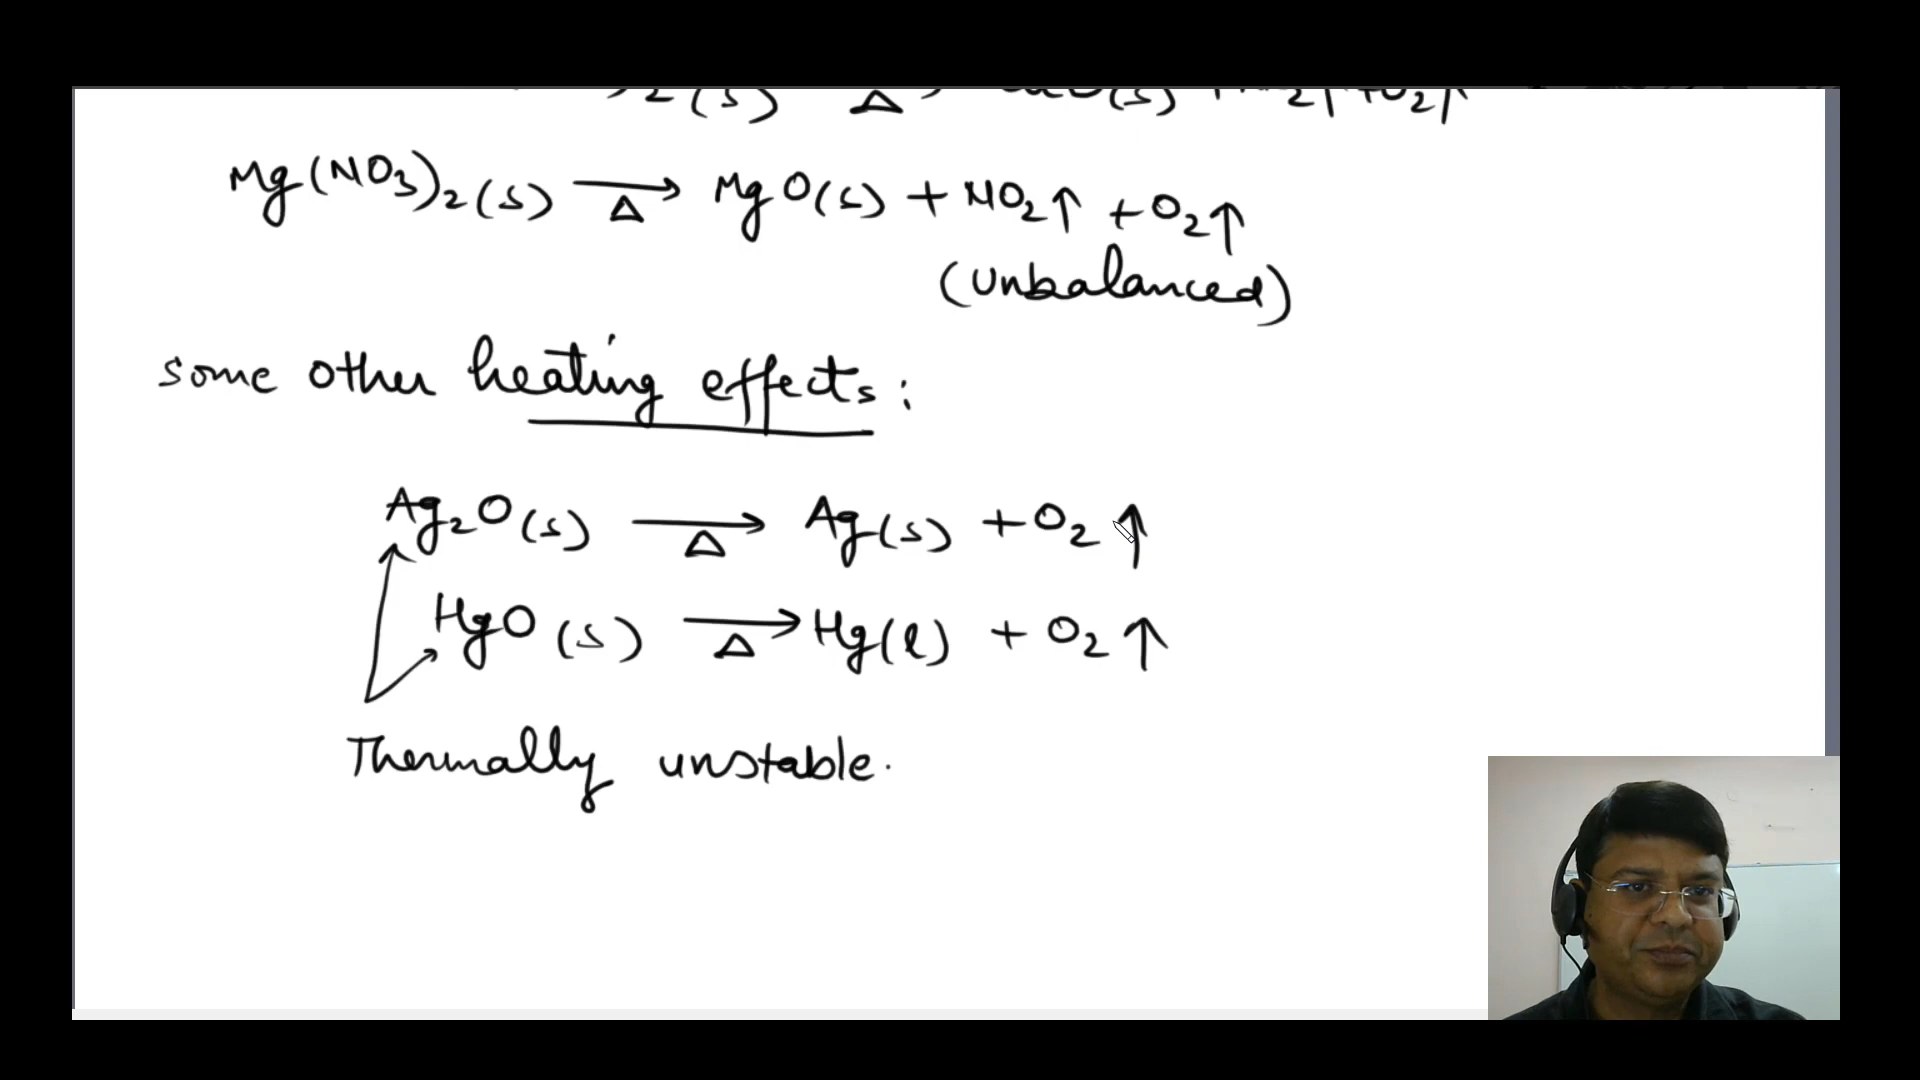 Mg(NO3)2(s) →Δ MgO(s) + NO2↑ + O2↑
(Unbalanced)
some other heating effects:
Ag2O(s) →Δ Ag(s) + O2↑
HgO(s) →Δ Hg(l) + O2↑
Thermally unstable.